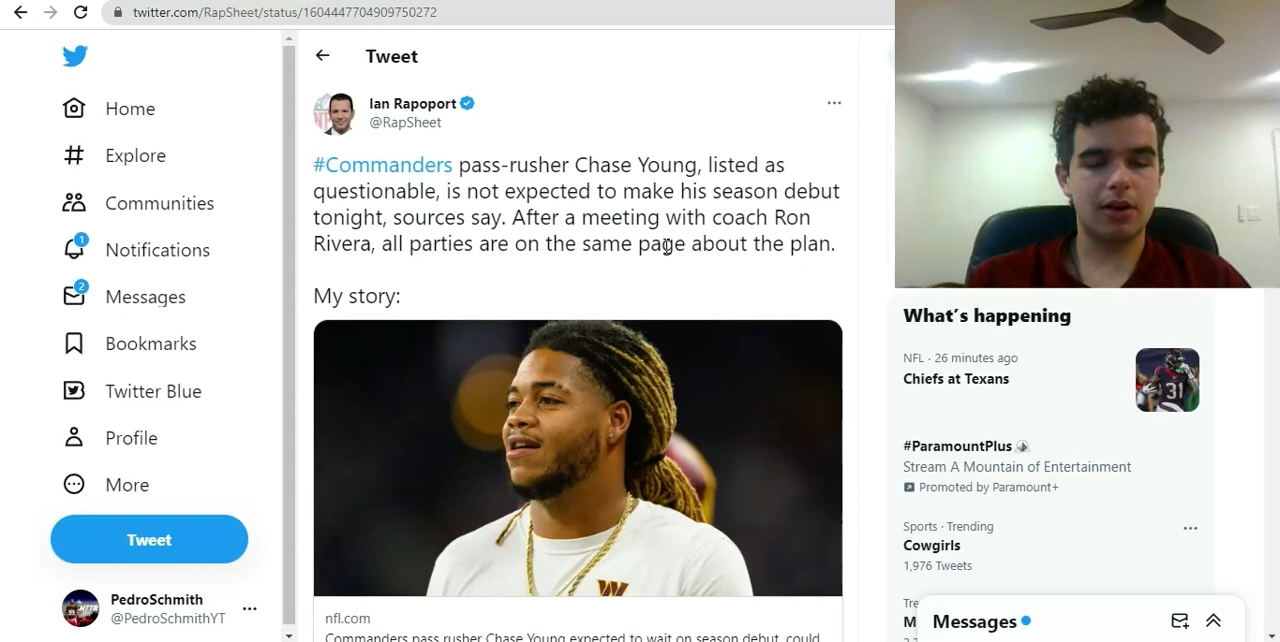 twitter.com/RapSheet/status/1604447704909750272
Home
Explore
Communities
1
Notifications
2
Messages
Bookmarks
Twitter Blue
Profile
More
Tweet
PedroSchmith
@PedroSchmithYT
Tweet
Ian Rapoport
@RapSheet
#Commanders pass-rusher Chase Young, listed as
questionable, is not expected to make his season debut
tonight, sources say. After a meeting with coach Ron
Rivera, all parties are on the same page about the plan.
My story:
nfl.com
Commanders pass rusher Chase Young expected to wait on season debut, could
What's happening
NFL · 26 minutes ago
Chiefs at Texans
31
#ParamountPlus
Stream A Mountain of Entertainment
Promoted by Paramount+
Sports · Trending
Cowgirls
1,976 Tweets
Messages